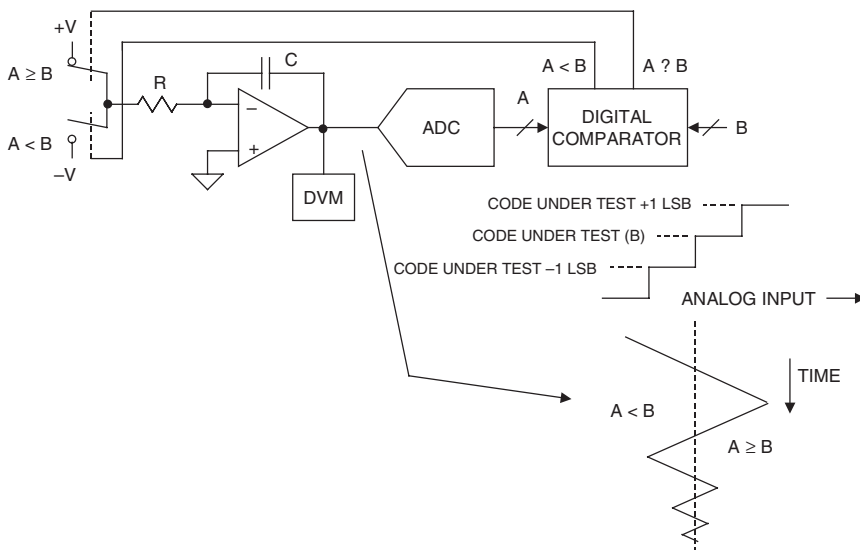 +V
A ≥ B
A < B
–V
R
C
–
+
DVM
ADC
A
A < B
A ? B
DIGITAL
COMPARATOR
B
CODE UNDER TEST +1 LSB
CODE UNDER TEST (B)
CODE UNDER TEST –1 LSB
ANALOG INPUT
TIME
A < B
A ≥ B